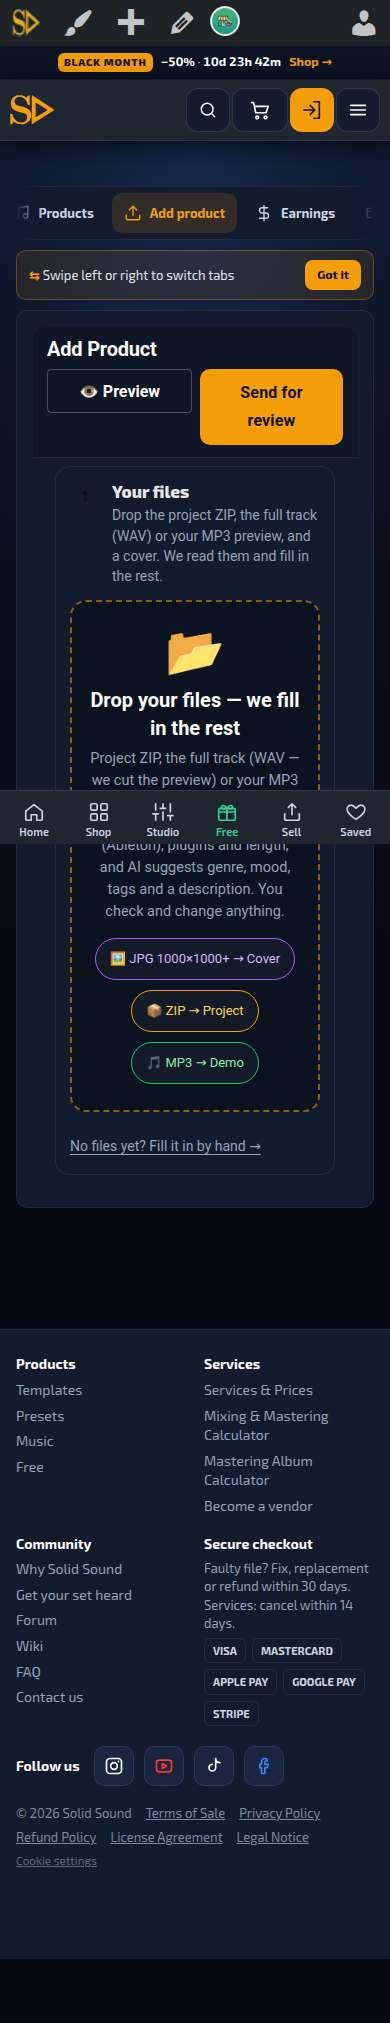 BLACK MONTH −50% · 10d 23h 42m Shop →
Products Add product $ Earnings
⇆ Swipe left or right to switch tabs Got it
Add Product
👁️ Preview
Send for
review
Your files
Drop the project ZIP, the full track
(WAV) or your MP3 preview, and
a cover. We read them and fill in
the rest.
Drop your files — we fill
in the rest
Project ZIP, the full track (WAV —
we cut the preview) or your MP3
Home Shop Studio Free Sell Saved
(Ableton), plugins and length,
and AI suggests genre, mood,
tags and a description. You
check and change anything.
🖼️ JPG 1000×1000+ → Cover
📦 ZIP → Project
🎵 MP3 → Demo
No files yet? Fill it in by hand →
Products
Templates
Presets
Music
Free
Services
Services & Prices
Mixing & Mastering
Calculator
Mastering Album
Calculator
Become a vendor
Community
Why Solid Sound
Get your set heard
Forum
Wiki
FAQ
Contact us
Secure checkout
Faulty file? Fix, replacement
or refund within 30 days.
Services: cancel within 14
days.
VISA MASTERCARD
APPLE PAY GOOGLE PAY
STRIPE
Follow us
© 2026 Solid Sound Terms of Sale Privacy Policy
Refund Policy License Agreement Legal Notice
Cookie settings